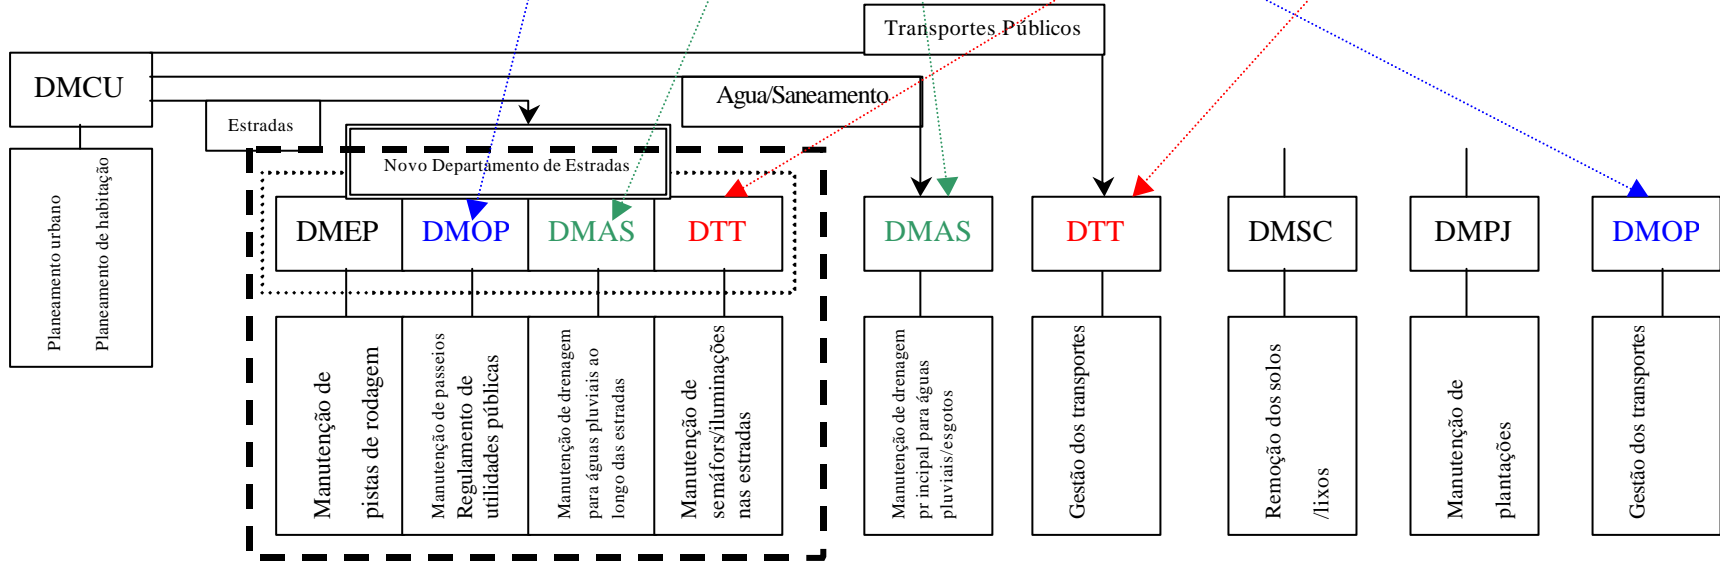 Transportes Públicos
DMCU
Agua/Saneamento
Estradas
Novo Departamento de Estradas
Planeamento urbano
Planeamento de habitação
DMEP
DMOP
DMAS
DTT
DMAS
DTT
DMSC
DMPJ
DMOP
Manutenção de
pistas de rodagem
Manutenção de passeios
Regulamento de
utilidades públicas
Manutenção de drenagem
para águas pluviais ao
longo das estradas
Manutenção de
semáfors/iluminações
nas estradas
Manutenção de drenagem
pr incipal para águas
pluviais/esgotos
Gestão dos transportes
Remoção dos solos
/lixos
Manutenção de
plantações
Gestão dos transportes